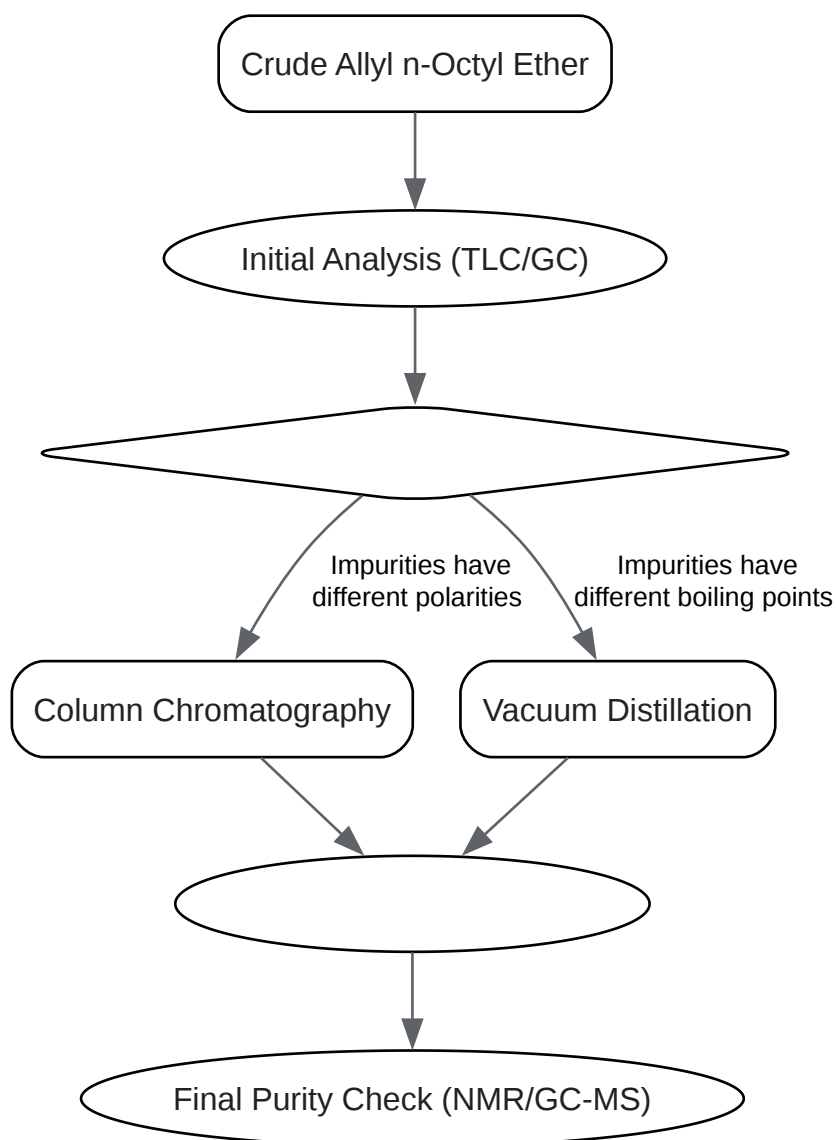 Crude Allyl n-Octyl Ether
Initial Analysis (TLC/GC)
Impurities have
different polarities
Impurities have
different boiling points
Column Chromatography
Vacuum Distillation
Final Purity Check (NMR/GC-MS)